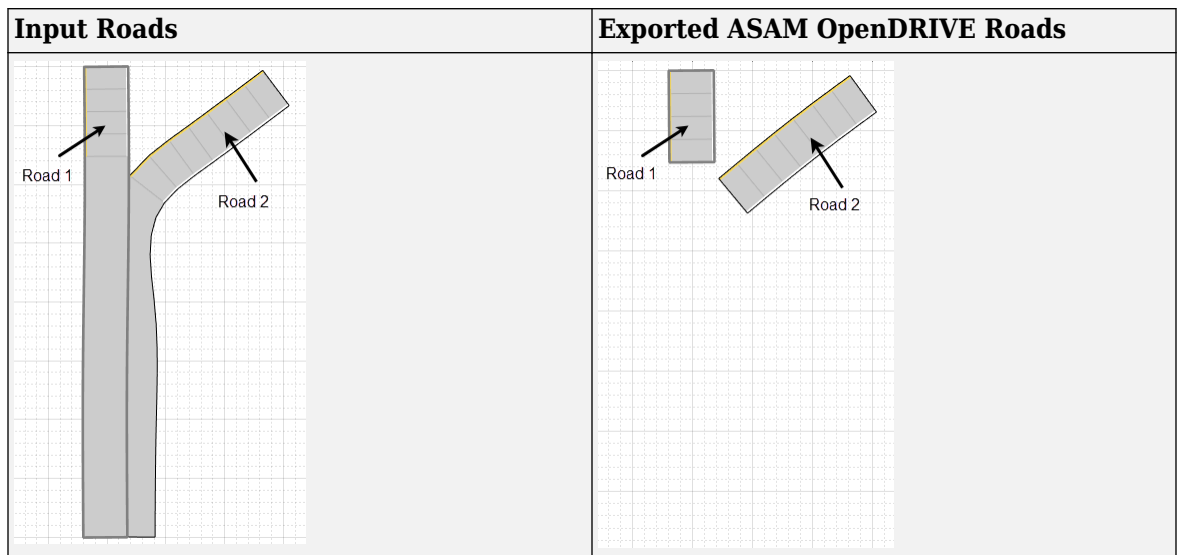 Input Roads
Exported ASAM OpenDRIVE Roads
Road 1
Road 2
Road 1
Road 2